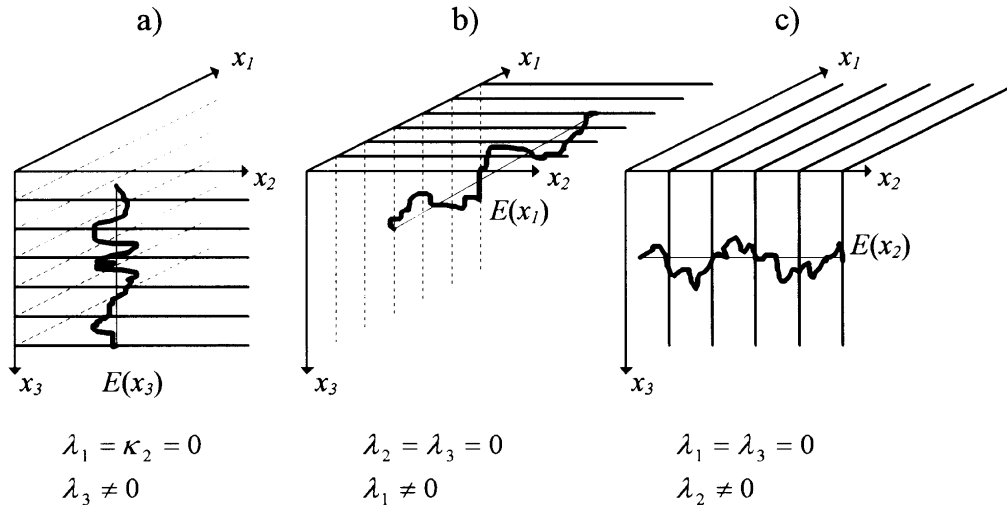 a) b) c)
x₁ x₁ x₁
x₂ x₂ x₂
E(x₁)
E(x₂)
x₃ E(x₃) x₃ x₃
λ₁ = κ₂ = 0 λ₂ = λ₃ = 0 λ₁ = λ₃ = 0
λ₃ ≠ 0 λ₁ ≠ 0 λ₂ ≠ 0